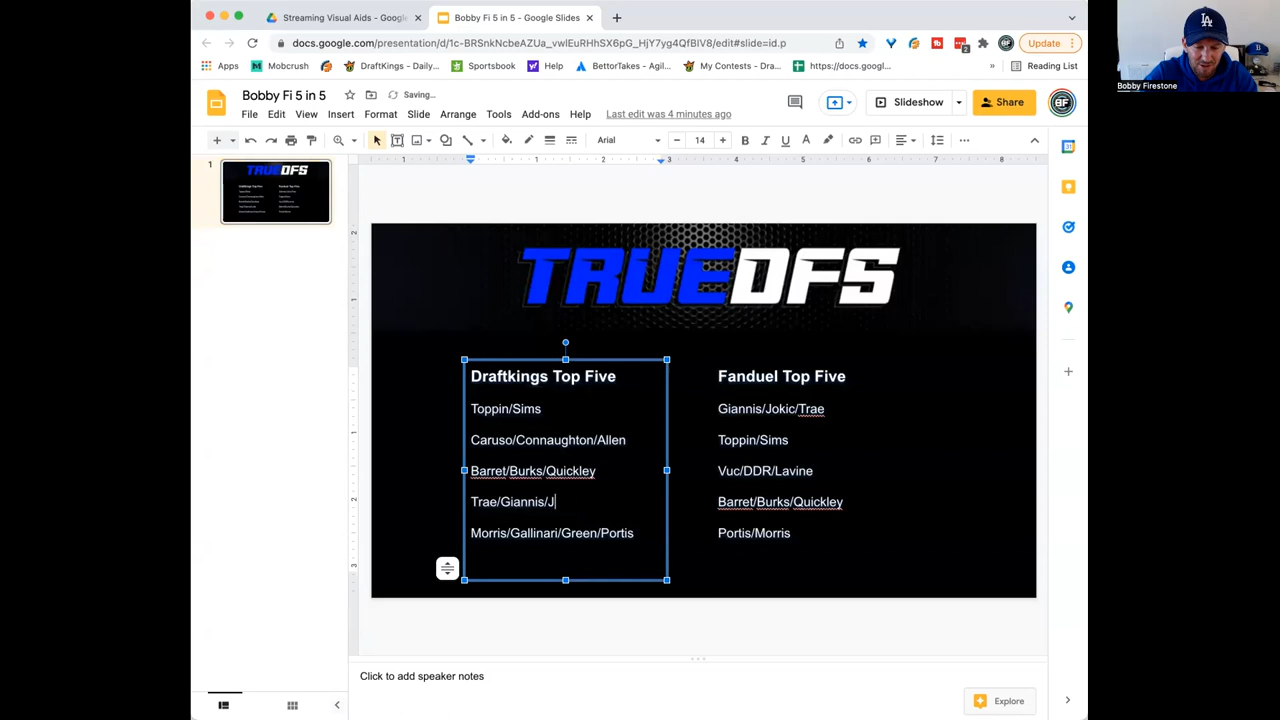 Streaming Visual Aids - Googl
Bobby Fi 5 in 5 - Google Slides
docs.google.com/presentation/d/1c-BRSnkNcbeAZUa_vwlEuRHhSX6pG_HjY7yg4QfBIV8/edit#slide=id.p
Update
Apps
Mobcrush
DraftKings - Daily...
Sportsbook
Help
BettorTakes - Agil...
My Contests - Dra...
https://docs.googl...
»
Reading List
Bobby Firestone
Bobby Fi 5 in 5
Saving...
File Edit View Insert Format Slide Arrange Tools Add-ons Help
Last edit was 4 minutes ago
Slideshow
Share
Arial
14
1
TRUEDFS
Draftkings Top Five
Toppin/Sims
Caruso/Connaughton/Allen
Barret/Burks/Quickley
Trae/Giannis/J
Morris/Gallinari/Green/Portis
Fanduel Top Five
Giannis/Jokic/Trae
Toppin/Sims
Vuc/DDR/Lavine
Barret/Burks/Quickley
Portis/Morris
Click to add speaker notes
Explore